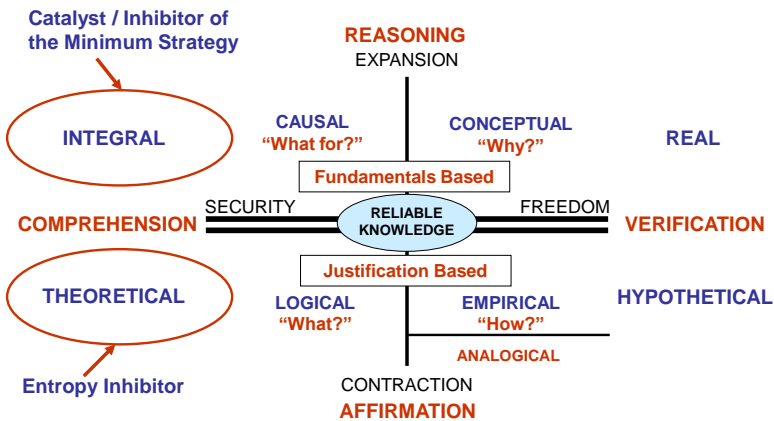 Catalyst / Inhibitor of
the Minimum Strategy
REASONING
EXPANSION
INTEGRAL
CAUSAL
“What for?”
CONCEPTUAL
“Why?”
REAL
Fundamentals Based
COMPREHENSION
SECURITY
RELIABLE
KNOWLEDGE
FREEDOM
VERIFICATION
Justification Based
THEORETICAL
LOGICAL
“What?”
EMPIRICAL
“How?”
HYPOTHETICAL
ANALOGICAL
Entropy Inhibitor
CONTRACTION
AFFIRMATION